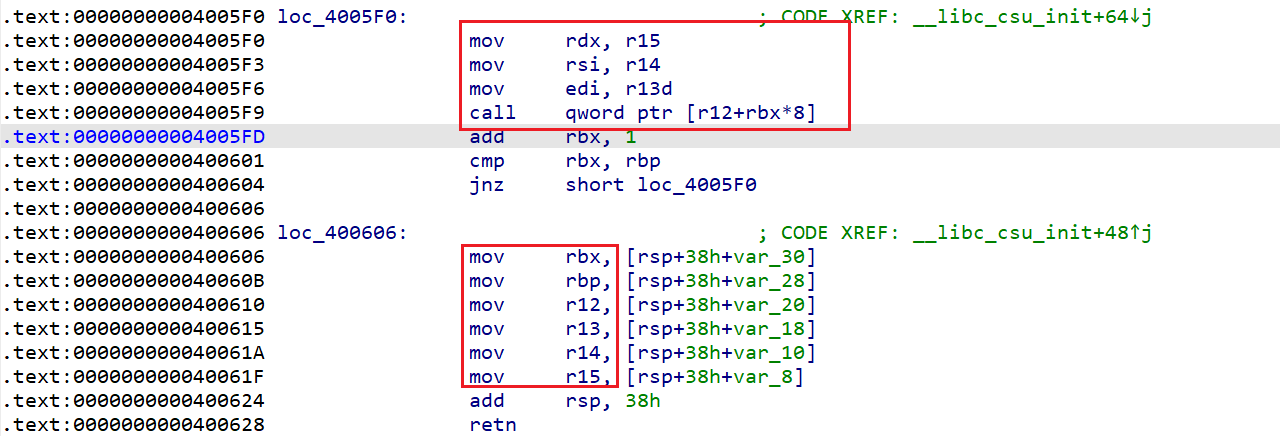 .text:00000000004005F0 loc_4005F0: ; CODE XREF: __libc_csu_init+64↓j
.text:00000000004005F0 mov rdx, r15
.text:00000000004005F3 mov rsi, r14
.text:00000000004005F6 mov edi, r13d
.text:00000000004005F9 call qword ptr [r12+rbx*8]
.text:00000000004005FD add rbx, 1
.text:0000000000400601 cmp rbx, rbp
.text:0000000000400604 jnz short loc_4005F0
.text:0000000000400606
.text:0000000000400606 loc_400606: ; CODE XREF: __libc_csu_init+48↑j
.text:0000000000400606 mov rbx, [rsp+38h+var_30]
.text:000000000040060B mov rbp, [rsp+38h+var_28]
.text:0000000000400610 mov r12, [rsp+38h+var_20]
.text:0000000000400615 mov r13, [rsp+38h+var_18]
.text:000000000040061A mov r14, [rsp+38h+var_10]
.text:000000000040061F mov r15, [rsp+38h+var_8]
.text:0000000000400624 add rsp, 38h
.text:0000000000400628 retn